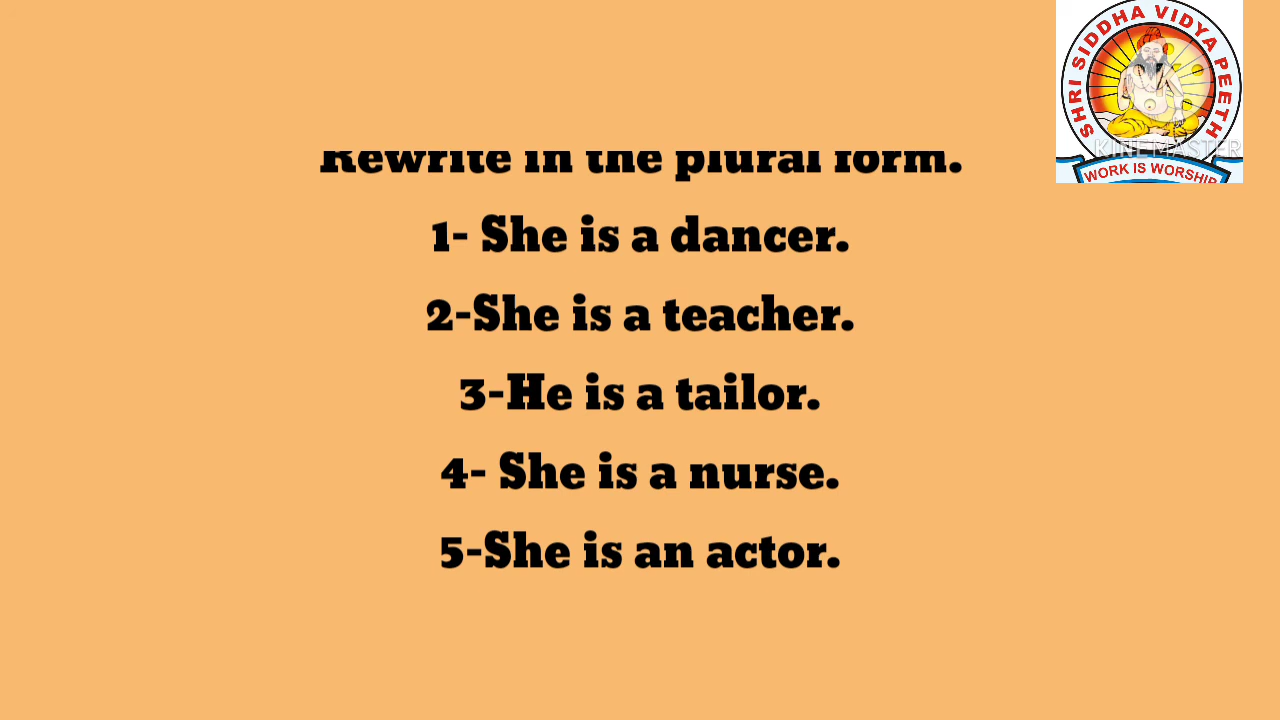 SHRI SIDDHA VIDYA PEETH
KINEMASTER
WORK IS WORSHIP
Rewrite in the plural form.
1- She is a dancer.
2-She is a teacher.
3-He is a tailor.
4- She is a nurse.
5-She is an actor.